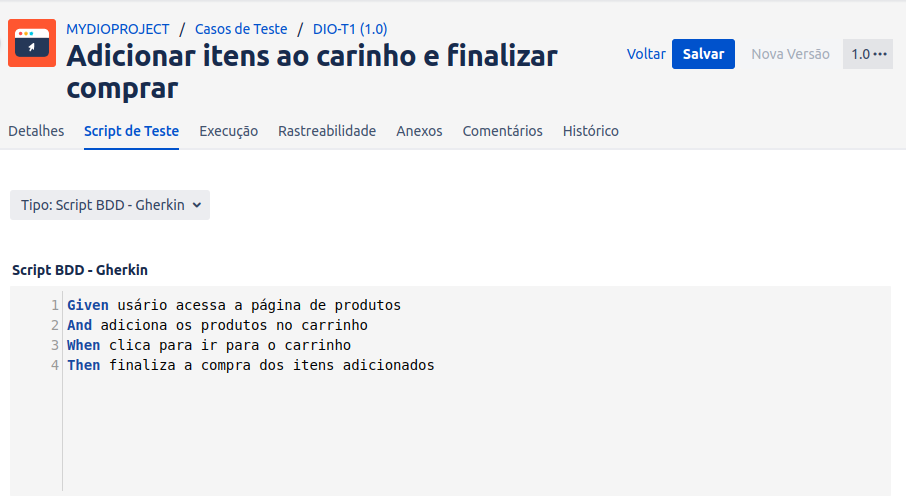 MYDIOPROJECT / Casos de Teste / DIO-T1 (1.0)
Adicionar itens ao carinho e finalizar
comprar
Voltar Salvar Nova Versão 1.0 •••
Detalhes Script de Teste Execução Rastreabilidade Anexos Comentários Histórico
Tipo: Script BDD - Gherkin
Script BDD - Gherkin
1 Given usário acessa a página de produtos
2 And adiciona os produtos no carrinho
3 When clica para ir para o carrinho
4 Then finaliza a compra dos itens adicionados